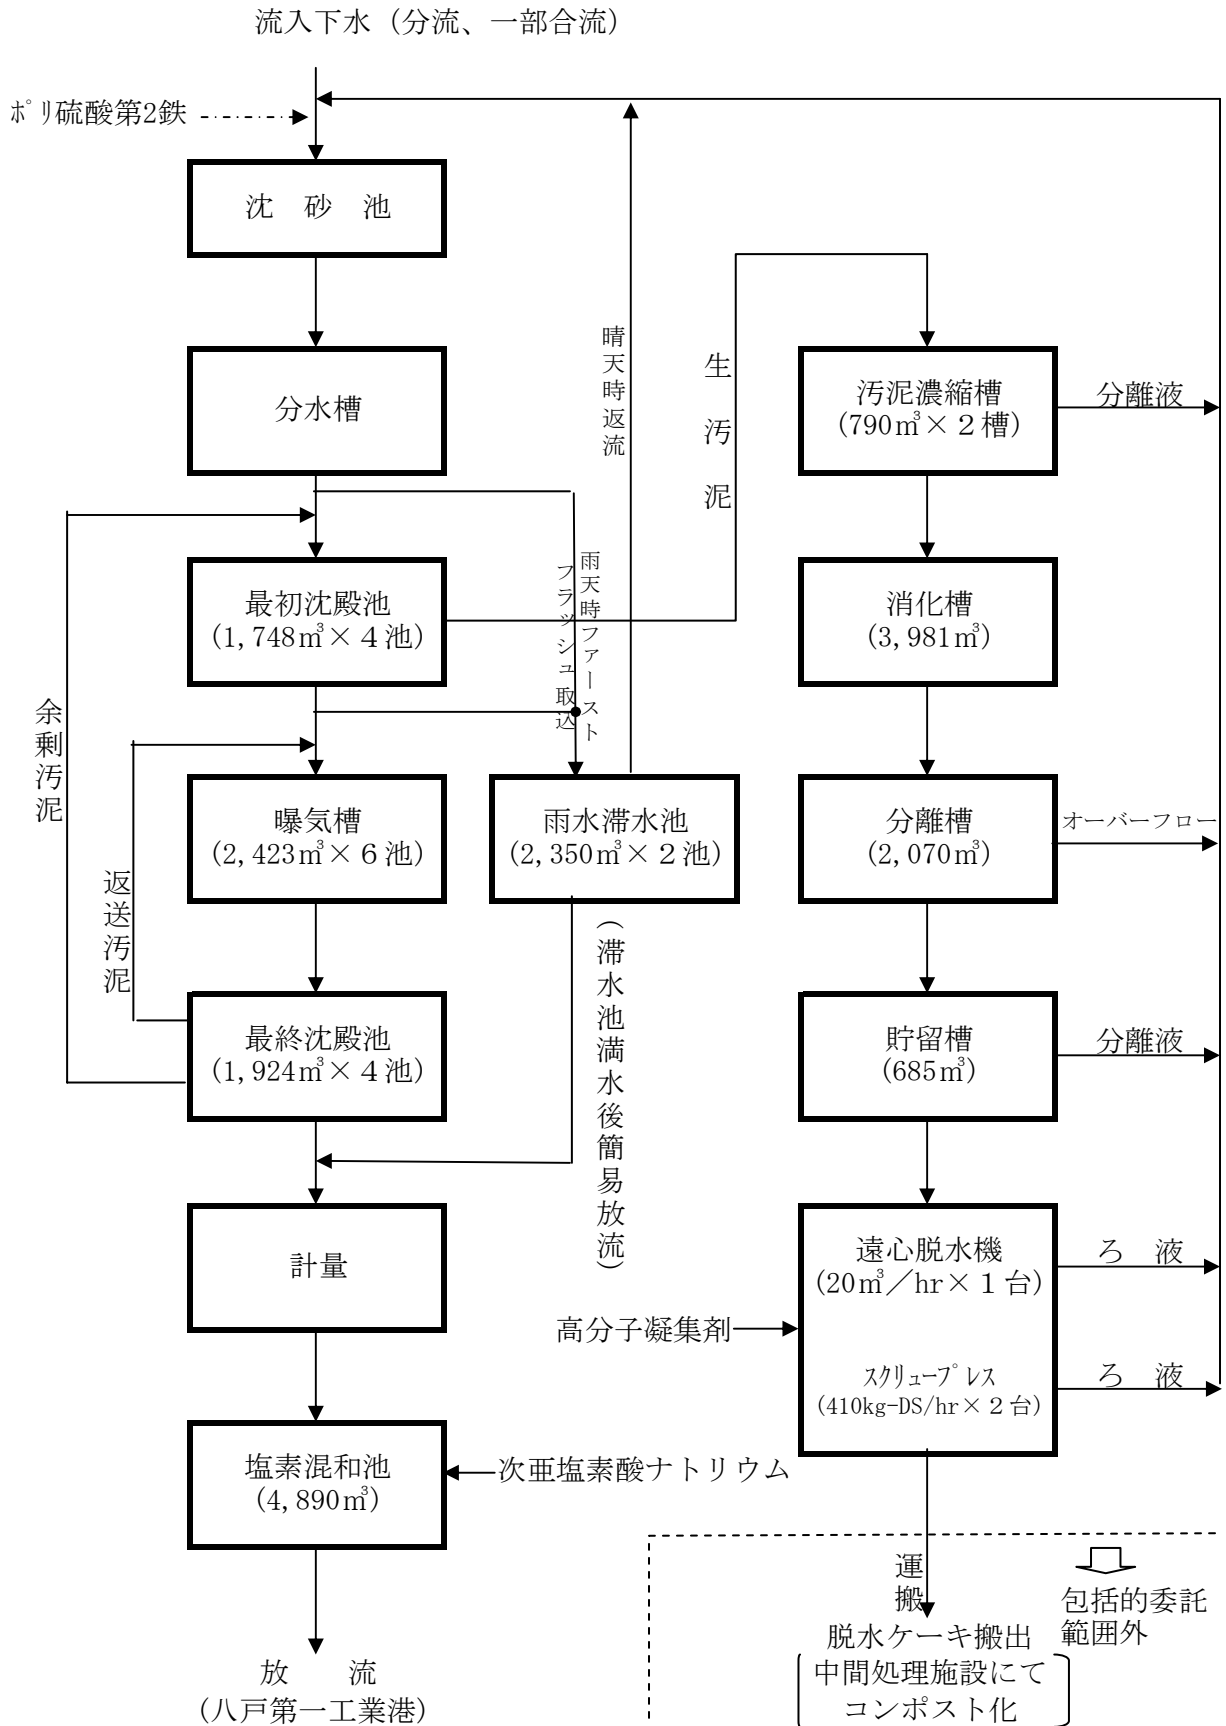 流入下水（分流、一部合流）
ﾎﾟﾘ硫酸第2鉄
沈　砂　池
分水槽
晴天時返流
生汚泥
汚泥濃縮槽
(790㎥×２槽)
分離液
最初沈殿池
(1,748㎥×４池)
雨天時ファースト
フラッシュ取込
消化槽
(3,981㎥)
余剰汚泥
返送汚泥
曝気槽
(2,423㎥×６池)
雨水滞水池
(2,350㎥×２池)
分離槽
(2,070㎥)
オーバーフロー
最終沈殿池
(1,924㎥×４池)
（滞水池満水後簡易放流）
貯留槽
(685㎥)
分離液
計量
遠心脱水機
(20㎥／hr×１台)
ろ　液
高分子凝集剤
ｽｸﾘｭｰﾌﾟﾚｽ
(410kg-DS/hr×２台)
ろ　液
塩素混和池
(4,890㎥)
次亜塩素酸ナトリウム
運搬
包括的委託
範囲外
脱水ケーキ搬出
中間処理施設にて
コンポスト化
放　　流
(八戸第一工業港)